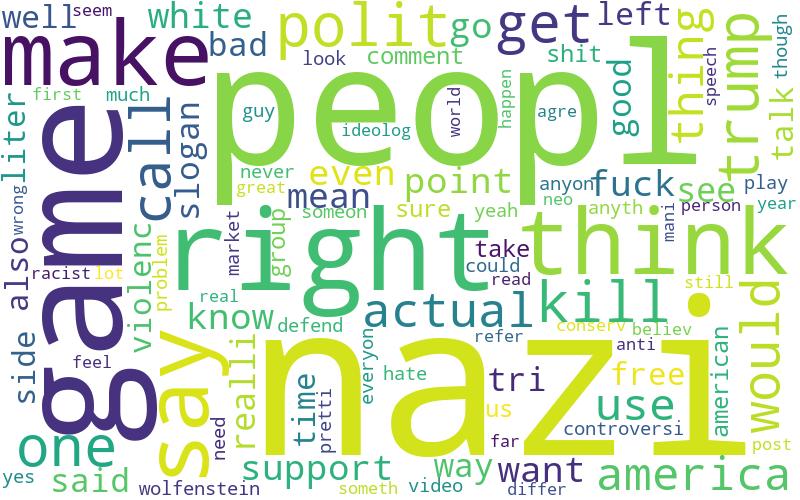 well
seem
white
polit
go
get
left
thing
trump
though
make
bad
look
comment
shit
speech
talk
first
much
peopl
guy
ideolog
world
happen
agre
good
liter
game
call
slogan
never
great
even
mean
point
anyon
fuck
see
play
year
wrong
also
violenc
problem
market
group
someon
sure
yeah
neo
anyth
mani
person
right
think
take
could
read
still
side
racist
lot
real
know
defend
actual
kill
conserv
believ
would
feel
say
realli
nazi
refer
anti
american
everyon
hate
tri
us
free
use
controversi
time
pretti
need
far
one
said
support
way
want
america
post
yes
wolfenstein
someth
video
differ